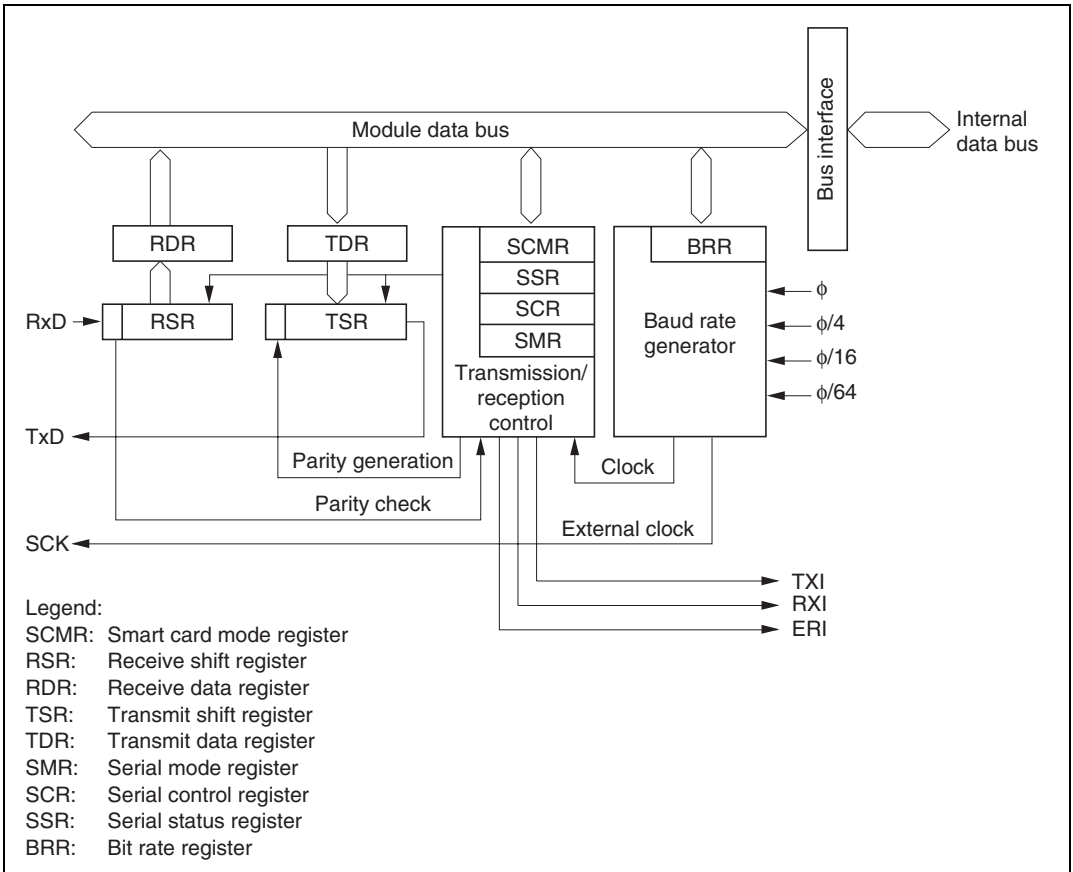 Module data bus
Bus interface
Internal
data bus
RDR
TDR
SCMR
BRR
SSR
SCR
SMR
RxD
RSR
TSR
Transmission/
reception
control
Baud rate
generator
ϕ
ϕ/4
ϕ/16
ϕ/64
TxD
Parity generation
Clock
Parity check
External clock
SCK
TXI
RXI
ERI
Legend:
SCMR: Smart card mode register
RSR: Receive shift register
RDR: Receive data register
TSR: Transmit shift register
TDR: Transmit data register
SMR: Serial mode register
SCR: Serial control register
SSR: Serial status register
BRR: Bit rate register